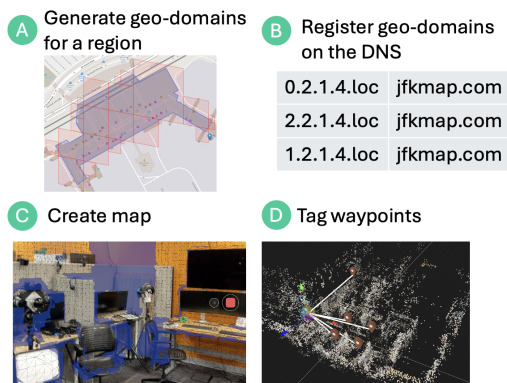 A Generate geo-domains
for a region
B Register geo-domains
on the DNS
0.2.1.4.loc jfkmap.com
2.2.1.4.loc jfkmap.com
1.2.1.4.loc jfkmap.com
C Create map
D Tag waypoints